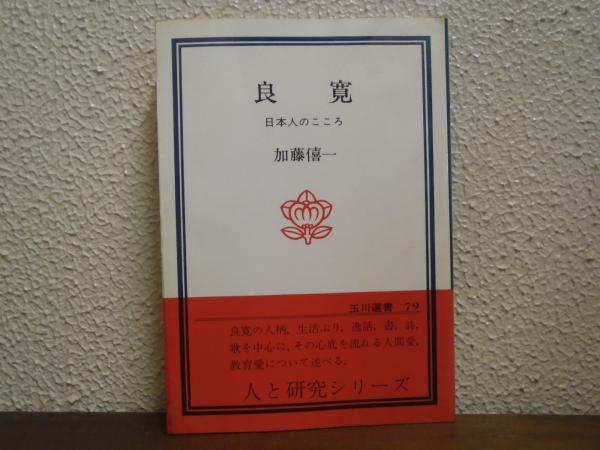 良寛
日本人のこころ
加藤僖一
玉川選書 79
良寛の人柄，生活ぶり，逸話，書，詩，
歌を中心に，その心底を流れる人間愛，
教育愛について述べる。
人と研究シリーズ